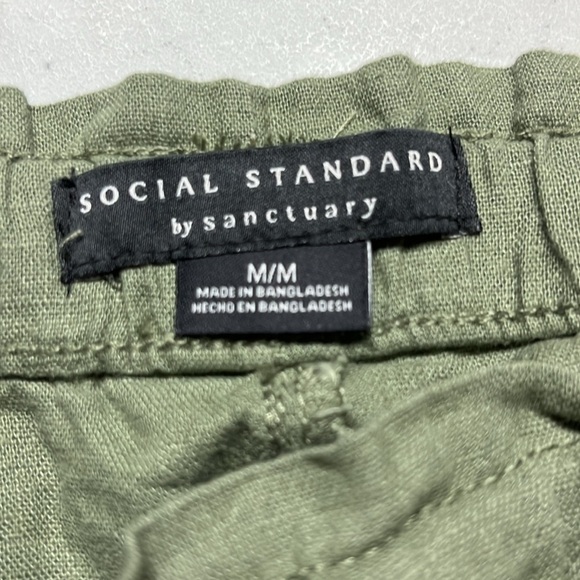 SOCIAL STANDARD
by sanctuary
M/M
MADE IN BANGLADESH
HECHO EN BANGLADESH